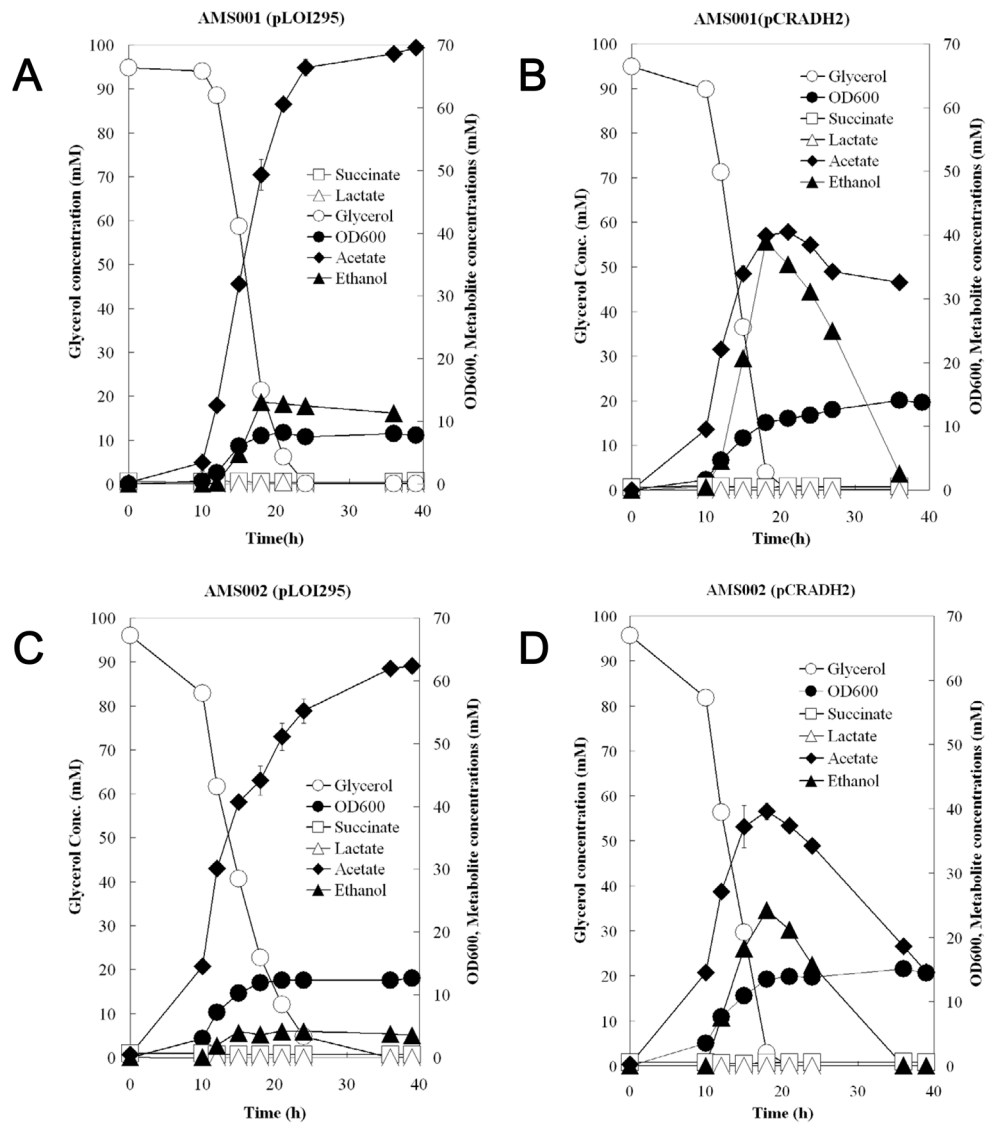 A
AMS001 (pLOI295)
Glycerol concentration (mM)
100
90
80
70
60
50
40
30
20
10
0
70
60
50
40
30
20
10
0
OD600, Metabolite concentrations (mM)
Succinate
Lactate
Glycerol
OD600
Acetate
Ethanol
0 10 20 30 40
Time(h)
B
AMS001(pCRADH2)
Glycerol Conc. (mM)
100
90
80
70
60
50
40
30
20
10
0
70
60
50
40
30
20
10
0
OD600, Metabolite concentrations (mM)
Glycerol
OD600
Succinate
Lactate
Acetate
Ethanol
0 10 20 30 40
Time(h)
C
AMS002 (pLOI295)
Glycerol Conc. (mM)
100
90
80
70
60
50
40
30
20
10
0
70
60
50
40
30
20
10
0
OD600, Metabolite concentrations (mM)
Glycerol
OD600
Succinate
Lactate
Acetate
Ethanol
0 10 20 30 40
Time (h)
D
AMS002 (pCRADH2)
Glycerol concentration (mM)
100
90
80
70
60
50
40
30
20
10
0
70
60
50
40
30
20
10
0
OD600, Metabolite concentrations (mM)
Glycerol
OD600
Succinate
Lactate
Acetate
Ethanol
0 10 20 30 40
Time (h)